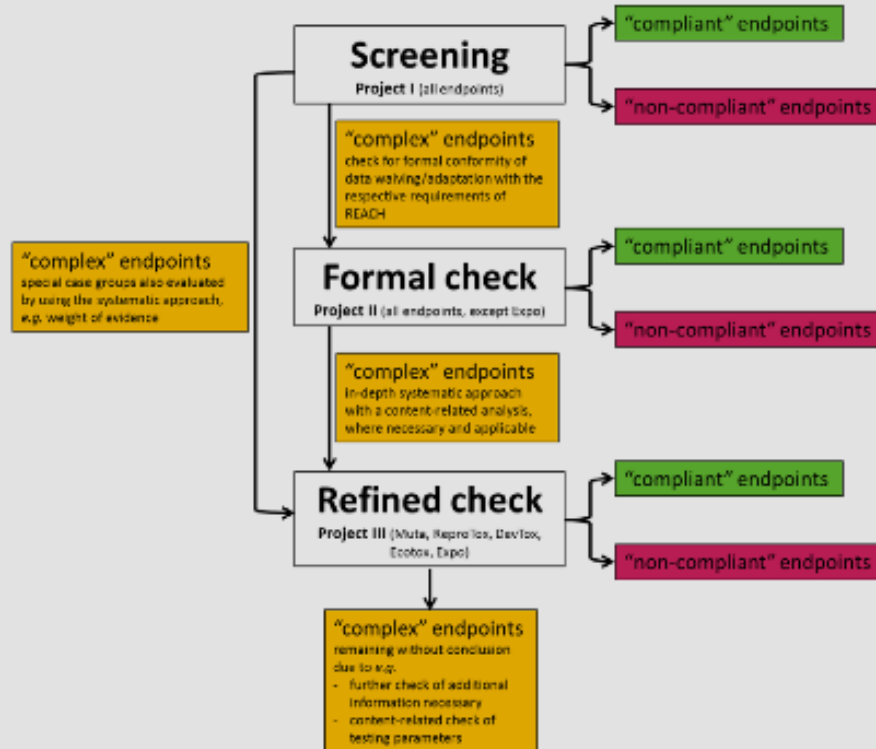 Screening
Project I (all endpoints)
"compliant" endpoints
"non-compliant" endpoints
"complex" endpoints
check for formal conformity of
data waiving/adaptation with the
respective requirements of
REACH
"complex" endpoints
special case groups also evaluated
by using the systematic approach,
e.g. weight of evidence
Formal check
Project II (all endpoints, except Expo)
"compliant" endpoints
"non-compliant" endpoints
"complex" endpoints
in-depth systematic approach
with a content-related analysis,
where necessary and applicable
Refined check
Project III (Muta, ReproTox, DevTox,
Ecotox, Expo)
"compliant" endpoints
"non-compliant" endpoints
"complex" endpoints
remaining without conclusion
due to e.g.
- further check of additional
information necessary
- content-related check of
testing parameters